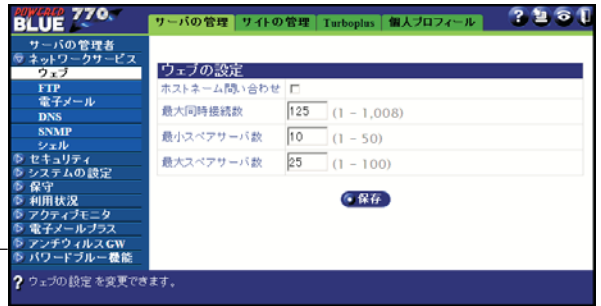 POWERED BLUE 770.
サーバの管理 サイトの管理 Turboplus 個人プロフィール
サーバの管理者
ネットワークサービス
ウェブ
FTP
電子メール
DNS
SNMP
シェル
セキュリティ
システムの設定
保守
利用状況
アクティブモニタ
電子メールプラス
アンチウィルスGW
パワードブルー機能
ウェブの設定
ホストネーム問い合わせ
最大同時接続数 125 (1 - 1,008)
最小スペアサーバ数 10 (1 - 50)
最大スペアサーバ数 25 (1 - 100)
保存
? ウェブの設定 を変更できます。